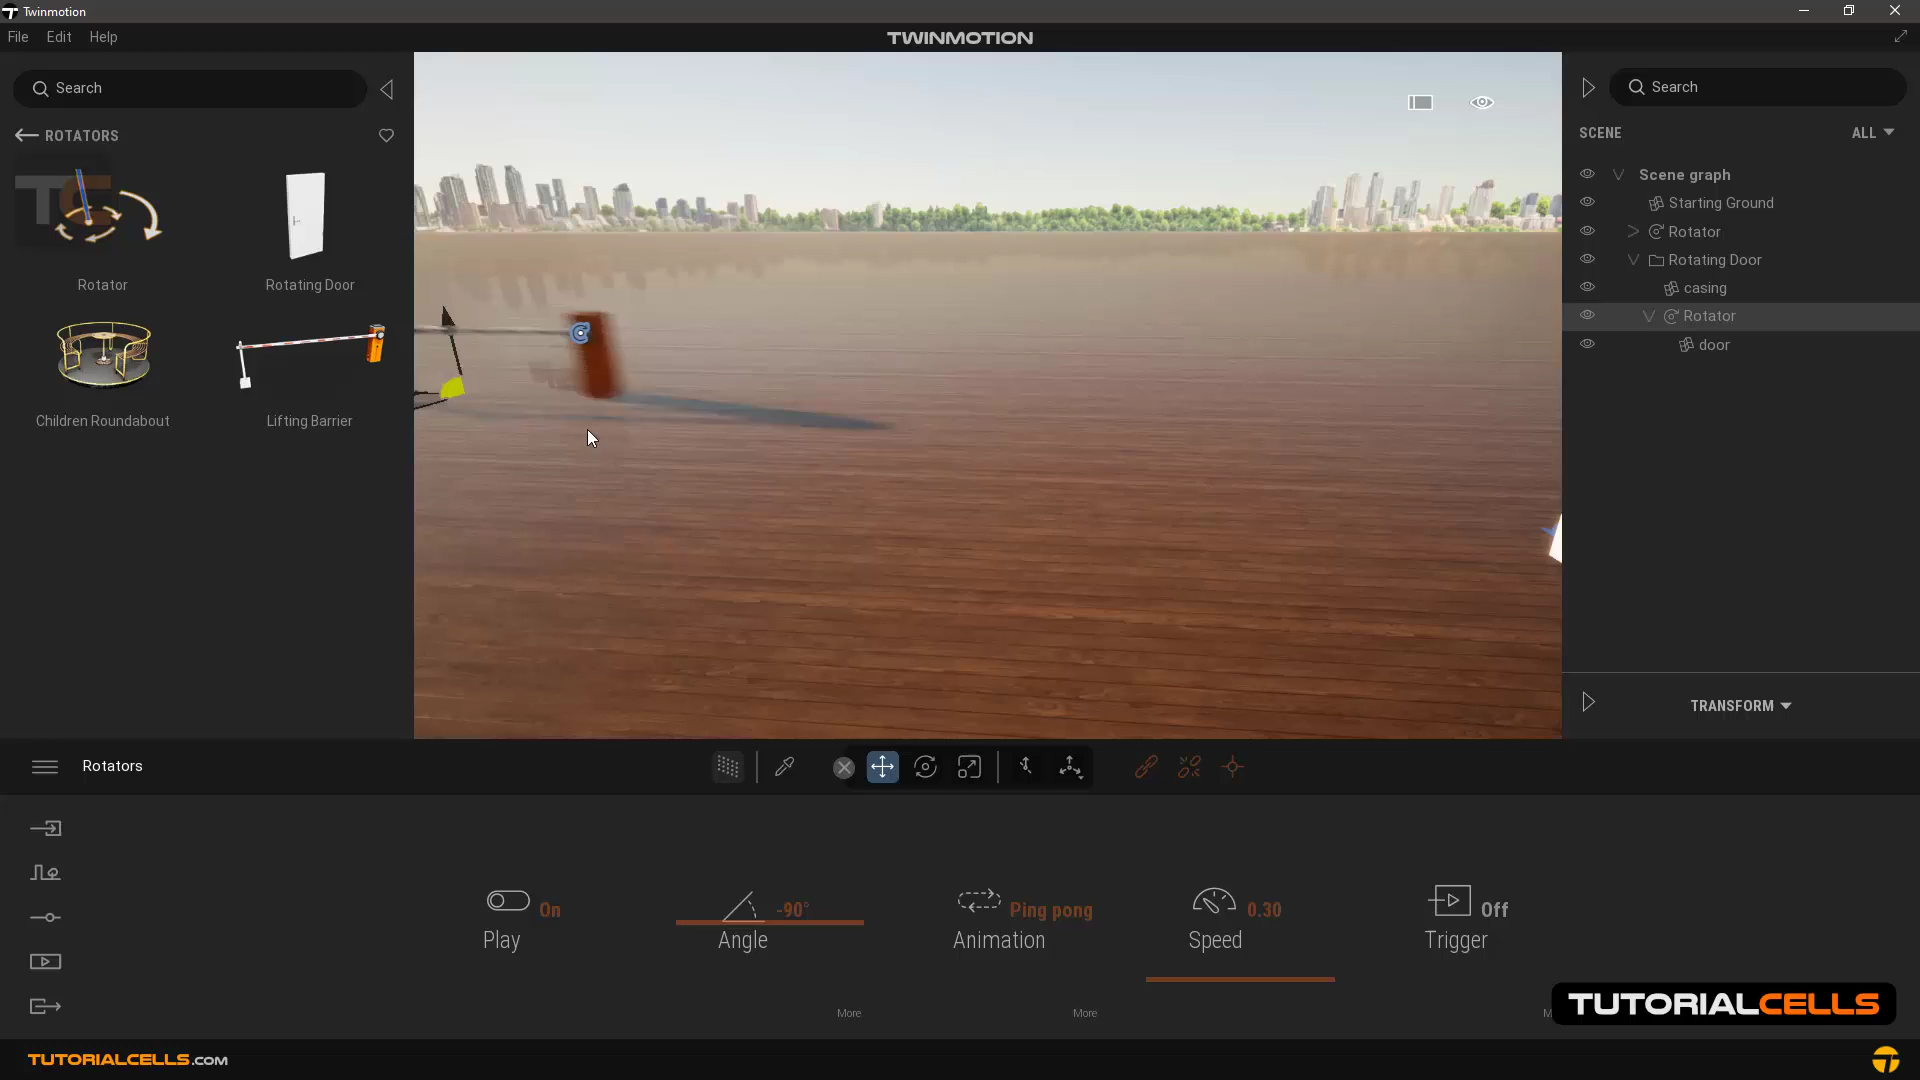 Twinmotion
File Edit Help
TWINMOTION
Search
ROTATORS
TC
Rotator
Rotating Door
Children Roundabout
Lifting Barrier
Search
SCENE
ALL
Scene graph
Starting Ground
Rotator
Rotating Door
casing
Rotator
door
TRANSFORM
Rotators
On
Play
-90°
Angle
Ping pong
Animation
0.30
Speed
Off
Trigger
More
More
M
TUTORIALCELLS
TUTORIALCELLS.COM